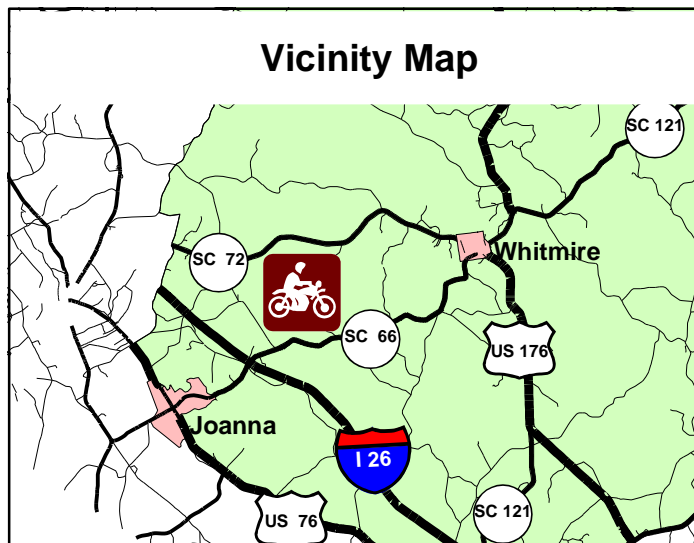 Vicinity Map
SC 121
SC 72
Whitmire
SC 66
US 176
Joanna
I 26
US 76
SC 121